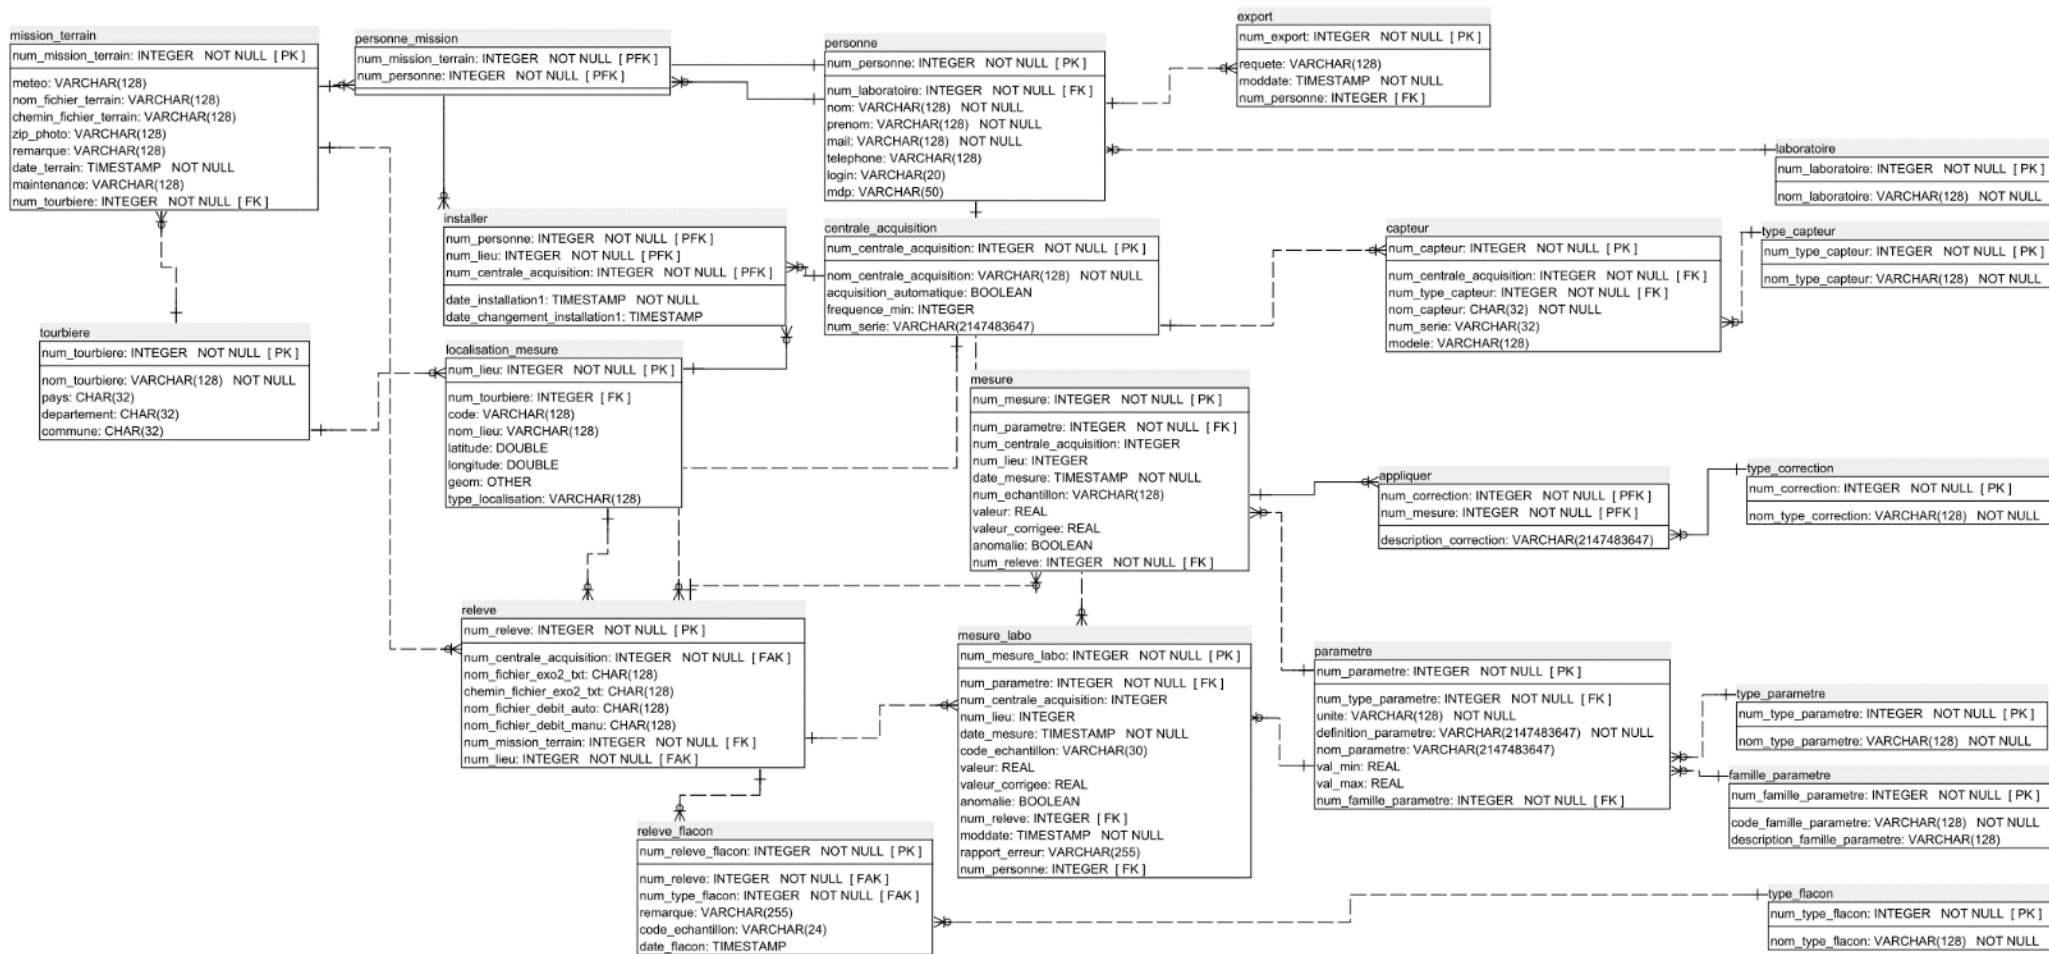 mission_terrain
num_mission_terrain: INTEGER NOT NULL [ PK ]
meteo: VARCHAR(128)
nom_fichier_terrain: VARCHAR(128)
chemin_fichier_terrain: VARCHAR(128)
zip_photo: VARCHAR(128)
remarque: VARCHAR(128)
date_terrain: TIMESTAMP NOT NULL
maintenance: VARCHAR(128)
num_tourbiere: INTEGER NOT NULL [ FK ]
personne_mission
num_mission_terrain: INTEGER NOT NULL [ PFK ]
num_personne: INTEGER NOT NULL [ PFK ]
personne
num_personne: INTEGER NOT NULL [ PK ]
num_laboratoire: INTEGER NOT NULL [ FK ]
nom: VARCHAR(128) NOT NULL
prenom: VARCHAR(128) NOT NULL
mail: VARCHAR(128) NOT NULL
telephone: VARCHAR(128)
login: VARCHAR(20)
mdp: VARCHAR(50)
export
num_export: INTEGER NOT NULL [ PK ]
requete: VARCHAR(128)
moddate: TIMESTAMP NOT NULL
num_personne: INTEGER [ FK ]
laboratoire
num_laboratoire: INTEGER NOT NULL [ PK ]
nom_laboratoire: VARCHAR(128) NOT NULL
installer
num_personne: INTEGER NOT NULL [ PFK ]
num_lieu: INTEGER NOT NULL [ PFK ]
num_centrale_acquisition: INTEGER NOT NULL [ PFK ]
date_installation1: TIMESTAMP NOT NULL
date_changement_installation1: TIMESTAMP
centrale_acquisition
num_centrale_acquisition: INTEGER NOT NULL [ PK ]
nom_centrale_acquisition: VARCHAR(128) NOT NULL
acquisition_automatique: BOOLEAN
frequence_min: INTEGER
num_serie: VARCHAR(2147483647)
capteur
num_capteur: INTEGER NOT NULL [ PK ]
num_centrale_acquisition: INTEGER NOT NULL [ FK ]
num_type_capteur: INTEGER NOT NULL [ FK ]
nom_capteur: CHAR(32) NOT NULL
num_serie: VARCHAR(32)
modele: VARCHAR(128)
type_capteur
num_type_capteur: INTEGER NOT NULL [ PK ]
nom_type_capteur: VARCHAR(128) NOT NULL
tourbiere
num_tourbiere: INTEGER NOT NULL [ PK ]
nom_tourbiere: VARCHAR(128) NOT NULL
pays: CHAR(32)
departement: CHAR(32)
commune: CHAR(32)
localisation_mesure
num_lieu: INTEGER NOT NULL [ PK ]
num_tourbiere: INTEGER [ FK ]
code: VARCHAR(128)
nom_lieu: VARCHAR(128)
latitude: DOUBLE
longitude: DOUBLE
geom: OTHER
type_localisation: VARCHAR(128)
mesure
num_mesure: INTEGER NOT NULL [ PK ]
num_parametre: INTEGER NOT NULL [ FK ]
num_centrale_acquisition: INTEGER
num_lieu: INTEGER
date_mesure: TIMESTAMP NOT NULL
num_echantillon: VARCHAR(128)
valeur: REAL
valeur_corrigee: REAL
anomalie: BOOLEAN
num_releve: INTEGER NOT NULL [ FK ]
appliquer
num_correction: INTEGER NOT NULL [ PFK ]
num_mesure: INTEGER NOT NULL [ PFK ]
description_correction: VARCHAR(2147483647)
type_correction
num_correction: INTEGER NOT NULL [ PK ]
nom_type_correction: VARCHAR(128) NOT NULL
releve
num_releve: INTEGER NOT NULL [ PK ]
num_centrale_acquisition: INTEGER NOT NULL [ FAK ]
nom_fichier_exo2_txt: CHAR(128)
chemin_fichier_exo2_txt: CHAR(128)
nom_fichier_debit_auto: CHAR(128)
nom_fichier_debit_manu: CHAR(128)
num_mission_terrain: INTEGER NOT NULL [ FK ]
num_lieu: INTEGER NOT NULL [ FAK ]
mesure_labo
num_mesure_labo: INTEGER NOT NULL [ PK ]
num_parametre: INTEGER NOT NULL [ FK ]
num_centrale_acquisition: INTEGER
num_lieu: INTEGER
date_mesure: TIMESTAMP NOT NULL
code_echantillon: VARCHAR(30)
valeur: REAL
valeur_corrigee: REAL
anomalie: BOOLEAN
num_releve: INTEGER [ FK ]
moddate: TIMESTAMP NOT NULL
rapport_erreur: VARCHAR(255)
num_personne: INTEGER [ FK ]
parametre
num_parametre: INTEGER NOT NULL [ PK ]
num_type_parametre: INTEGER NOT NULL [ FK ]
unite: VARCHAR(128) NOT NULL
definition_parametre: VARCHAR(2147483647) NOT NULL
nom_parametre: VARCHAR(2147483647)
val_min: REAL
val_max: REAL
num_famille_parametre: INTEGER NOT NULL [ FK ]
type_parametre
num_type_parametre: INTEGER NOT NULL [ PK ]
nom_type_parametre: VARCHAR(128) NOT NULL
famille_parametre
num_famille_parametre: INTEGER NOT NULL [ PK ]
code_famille_parametre: VARCHAR(128) NOT NULL
description_famille_parametre: VARCHAR(128)
releve_flacon
num_releve_flacon: INTEGER NOT NULL [ PK ]
num_releve: INTEGER NOT NULL [ FAK ]
num_type_flacon: INTEGER NOT NULL [ FAK ]
remarque: VARCHAR(255)
code_echantillon: VARCHAR(24)
date_flacon: TIMESTAMP
type_flacon
num_type_flacon: INTEGER NOT NULL [ PK ]
nom_type_flacon: VARCHAR(128) NOT NULL